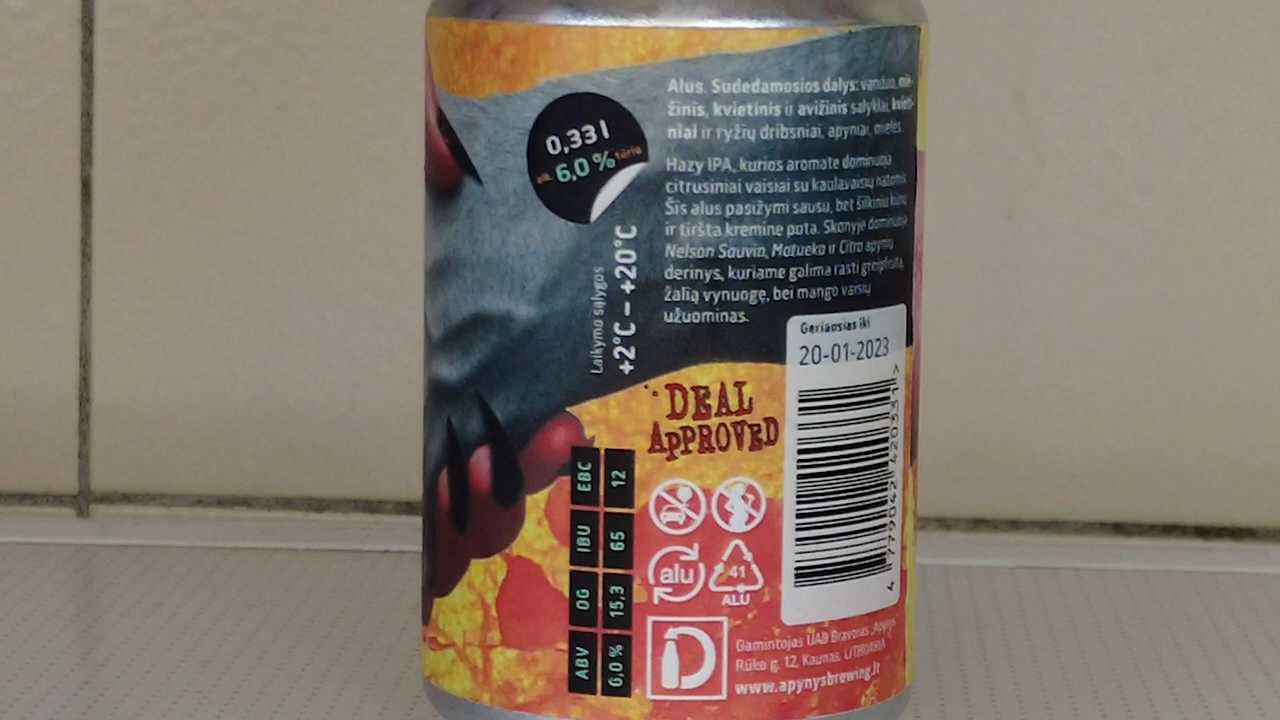 Alus. Sudedamosios dalys: vanduo, mie-
žinis, kvietinis ir avižinis salyklai, kvieti-
niai ir ryžių dribsniai, apyniai, mielės.
Hazy IPA, kurios aromate dominuoja
citrusiniai vaisiai su kaulavaisių natomis.
Šis alus pasižymi sausu, bet šilkiniu kūnu
ir tiršta kremine puta. Skonyje dominuoja
Nelson Sauvin, Motueka ir Citra apynių
derinys, kuriame galima rasti greipfruta,
žalią vynuogę, bei mango vaisių
užuominas.
0,33 l
alk. 6,0 % tūrio
Laikymo sąlygos
+2°C – +20°C
Geriausias iki
20-01-2023
4 779042 420331 >
DEAL
APPROVED
EBC 12
IBU 65
OG 15,3
ABV 6,0 %
alu
41
ALU
Gamintojas UAB Bravoras „Apynys“
Rūko g. 12, Kaunas. LITHUANIA
www.apynysbrewing.lt